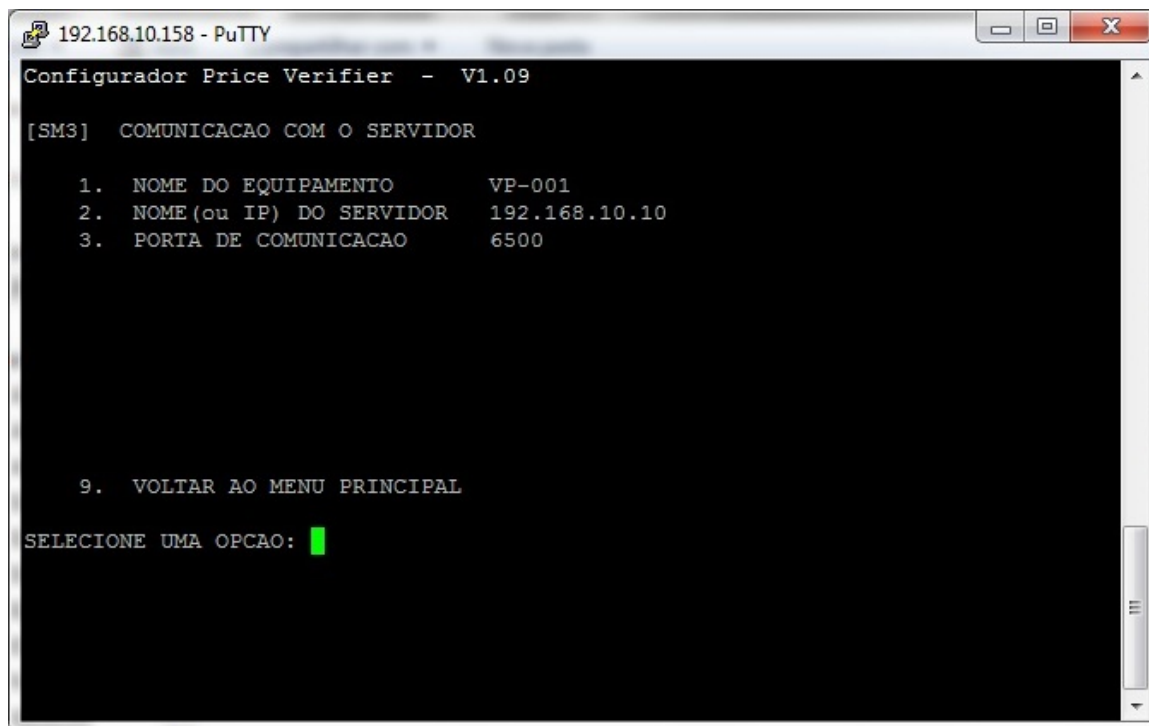 192.168.10.158 - PuTTY
Configurador Price Verifier - V1.09
[SM3] COMUNICACAO COM O SERVIDOR
1. NOME DO EQUIPAMENTO VP-001
2. NOME(ou IP) DO SERVIDOR 192.168.10.10
3. PORTA DE COMUNICACAO 6500
9. VOLTAR AO MENU PRINCIPAL
SELECIONE UMA OPCAO: